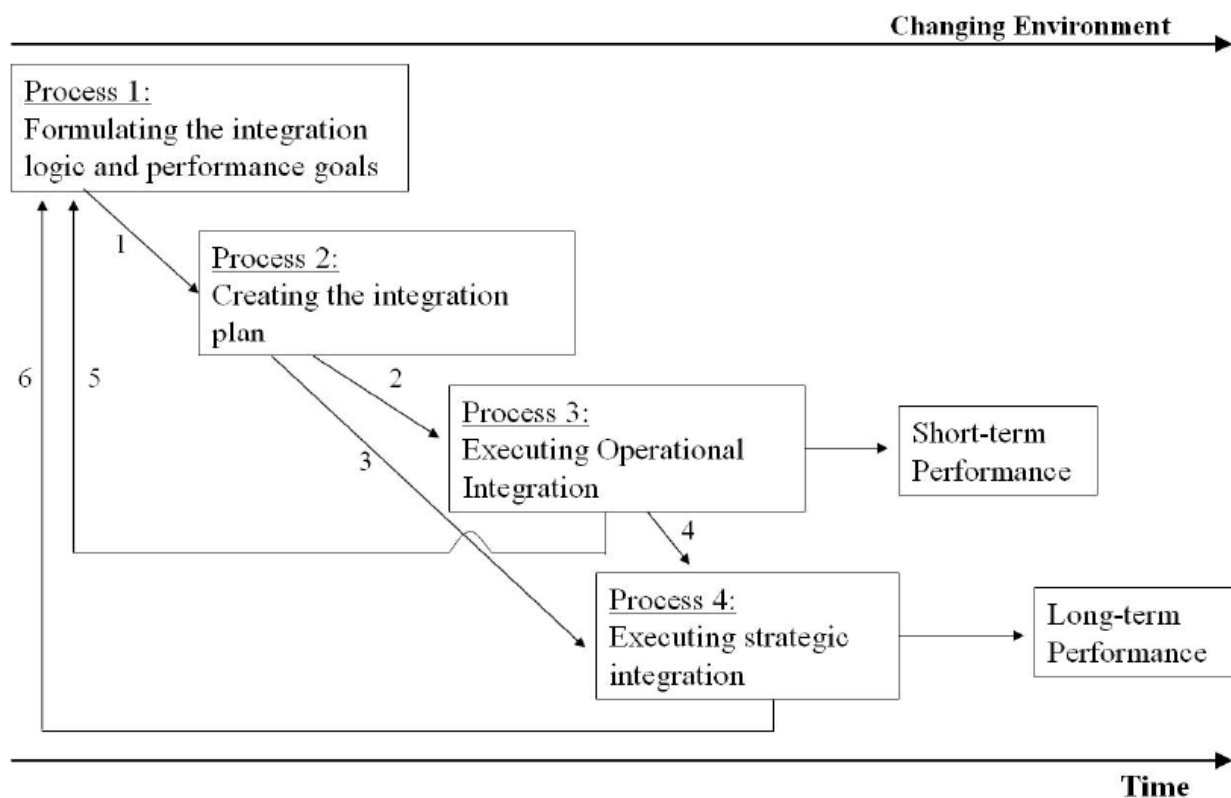 Changing Environment
Process 1:
Formulating the integration
logic and performance goals
1
Process 2:
Creating the integration
plan
6
5
2
Process 3:
Executing Operational
Integration
Short-term
Performance
3
4
Process 4:
Executing strategic
integration
Long-term
Performance
Time